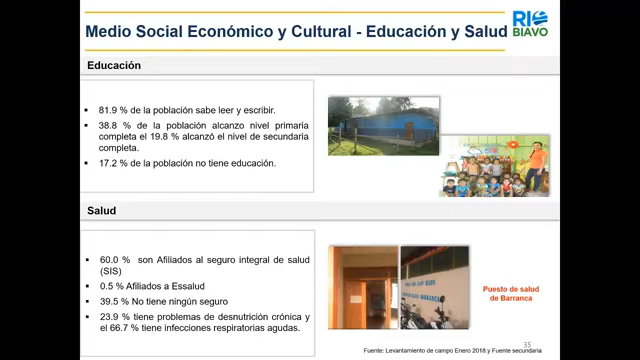 Medio Social Económico y Cultural - Educación y Salud
RIO
BIAVO
Educación
▪ 81.9 % de la población sabe leer y escribir.
▪ 38.8 % de la población alcanzo nivel primaria
completa el 19.8 % alcanzó el nivel de secundaria
completa.
▪ 17.2 % de la población no tiene educación.
Salud
▪ 60.0 % son Afiliados al seguro integral de salud
(SIS)
▪ 0.5 % Afiliados a Essalud
▪ 39.5 % No tiene ningún seguro
▪ 23.9 % tiene problemas de desnutrición crónica y
el 66.7 % tiene infecciones respiratorias agudas.
BARRANCA
Puesto de salud
de Barranca
35
Fuente: Levantamiento de campo Enero 2018.y Fuente secundaria